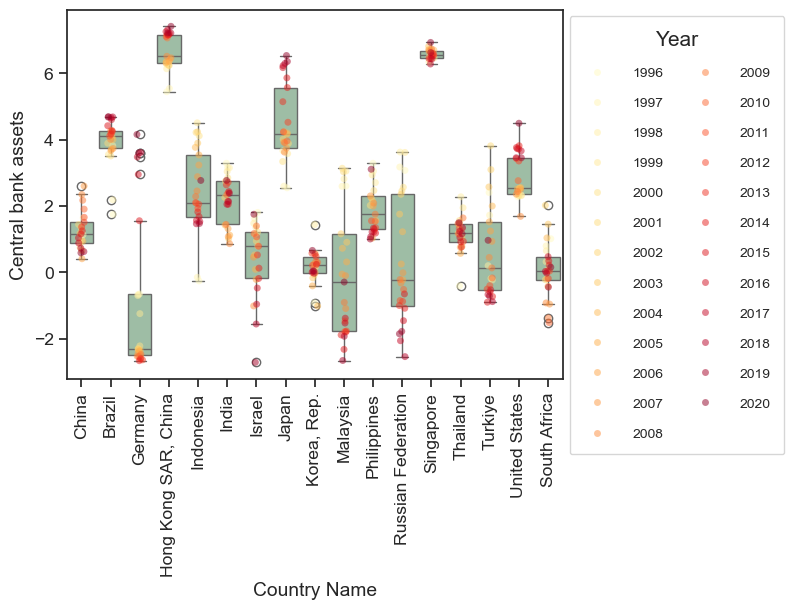 Central bank assets
6
4
2
0
−2
China
Brazil
Germany
Hong Kong SAR, China
Indonesia
India
Israel
Japan
Korea, Rep.
Malaysia
Philippines
Russian Federation
Singapore
Thailand
Turkiye
United States
South Africa
Country Name
Year
1996
1997
1998
1999
2000
2001
2002
2003
2004
2005
2006
2007
2008
2009
2010
2011
2012
2013
2014
2015
2016
2017
2018
2019
2020